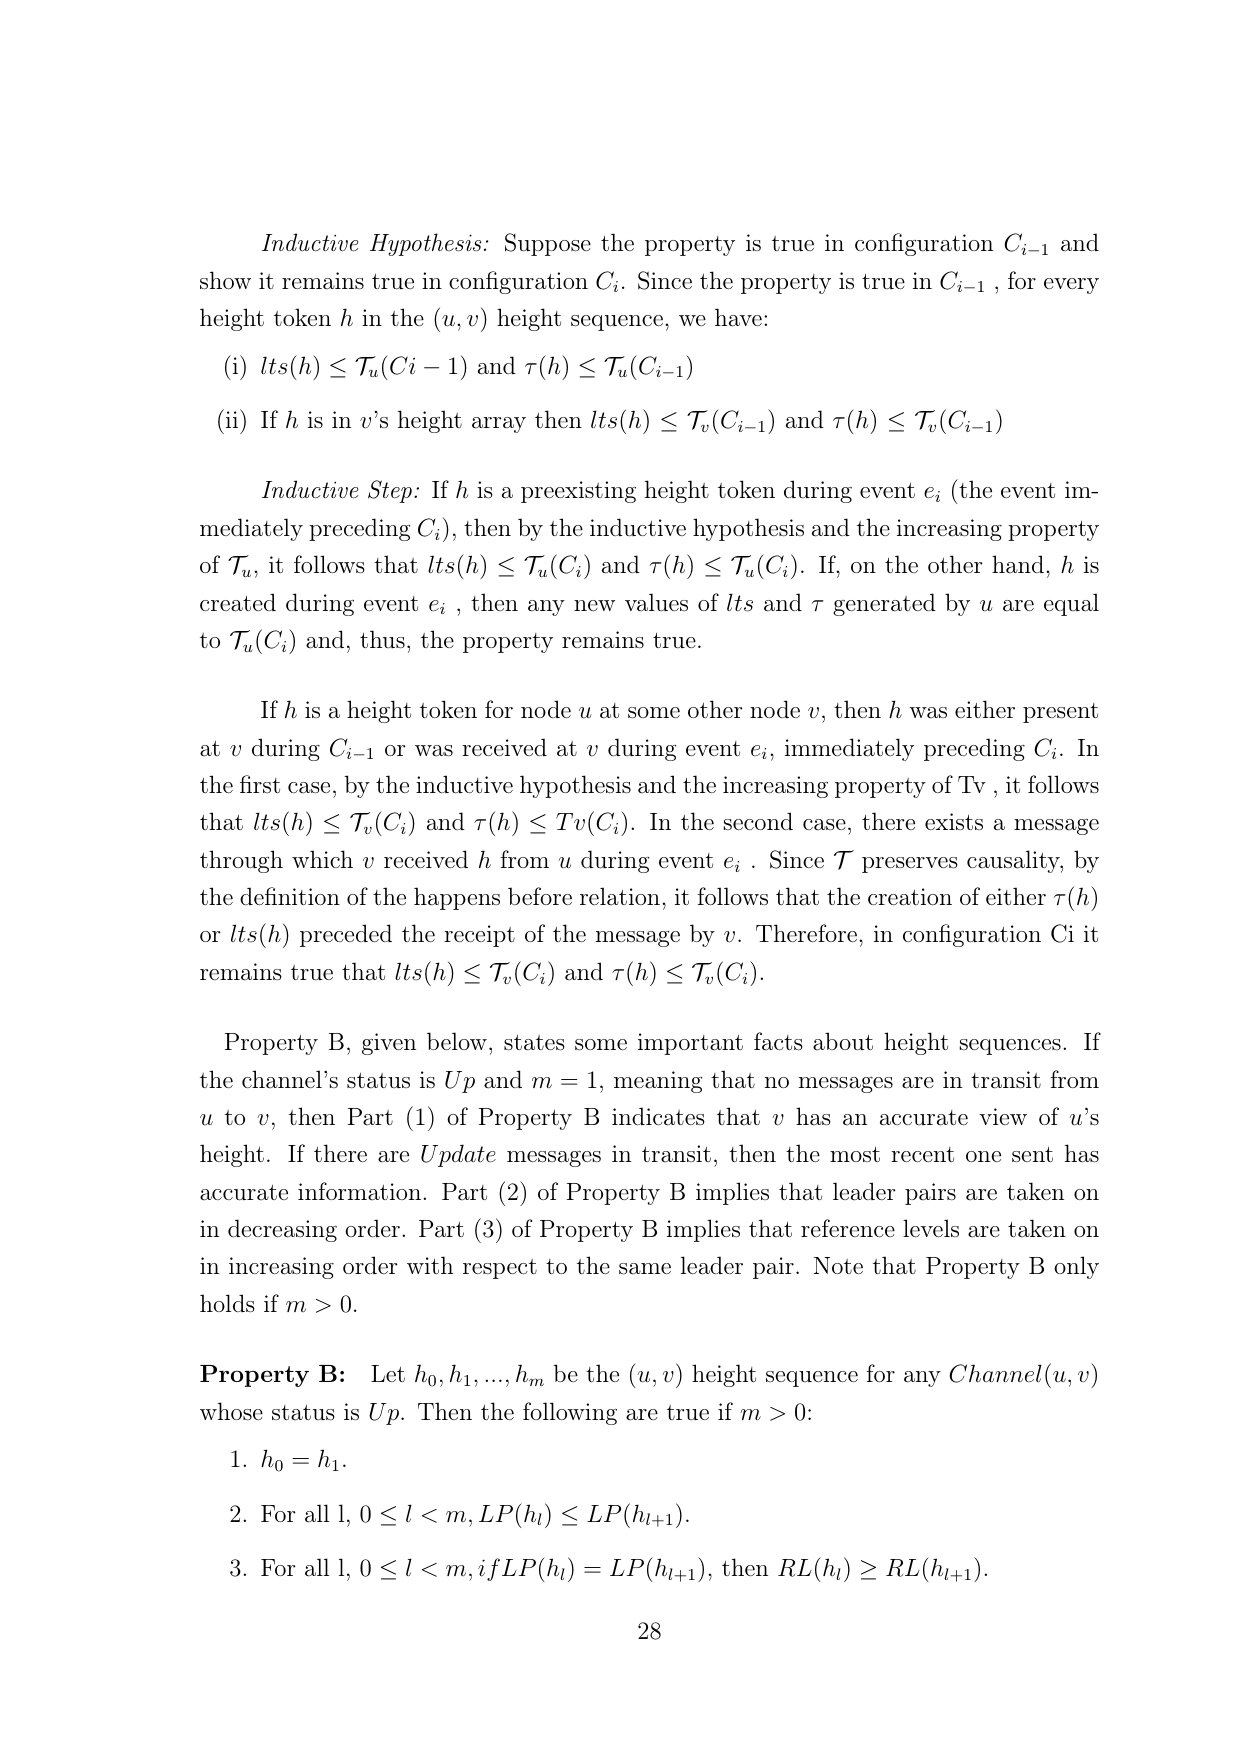 Inductive Hypothesis: Suppose the property is true in configuration $C_{i-1}$ and
show it remains true in configuration $C_i$. Since the property is true in $C_{i-1}$ , for every
height token $h$ in the $(u, v)$ height sequence, we have:
(i) $lts(h) \leq \mathcal{T}_u(Ci - 1)$ and $\tau(h) \leq \mathcal{T}_u(C_{i-1})$
(ii) If $h$ is in $v$'s height array then $lts(h) \leq \mathcal{T}_v(C_{i-1})$ and $\tau(h) \leq \mathcal{T}_v(C_{i-1})$
Inductive Step: If $h$ is a preexisting height token during event $e_i$ (the event im-
mediately preceding $C_i$), then by the inductive hypothesis and the increasing property
of $\mathcal{T}_u$, it follows that $lts(h) \leq \mathcal{T}_u(C_i)$ and $\tau(h) \leq \mathcal{T}_u(C_i)$. If, on the other hand, $h$ is
created during event $e_i$ , then any new values of $lts$ and $\tau$ generated by $u$ are equal
to $\mathcal{T}_u(C_i)$ and, thus, the property remains true.
If $h$ is a height token for node $u$ at some other node $v$, then $h$ was either present
at $v$ during $C_{i-1}$ or was received at $v$ during event $e_i$, immediately preceding $C_i$. In
the first case, by the inductive hypothesis and the increasing property of Tv , it follows
that $lts(h) \leq \mathcal{T}_v(C_i)$ and $\tau(h) \leq Tv(C_i)$. In the second case, there exists a message
through which $v$ received $h$ from $u$ during event $e_i$ . Since $\mathcal{T}$ preserves causality, by
the definition of the happens before relation, it follows that the creation of either $\tau(h)$
or $lts(h)$ preceded the receipt of the message by $v$. Therefore, in configuration Ci it
remains true that $lts(h) \leq \mathcal{T}_v(C_i)$ and $\tau(h) \leq \mathcal{T}_v(C_i)$.
Property B, given below, states some important facts about height sequences. If
the channel's status is $Up$ and $m = 1$, meaning that no messages are in transit from
$u$ to $v$, then Part (1) of Property B indicates that $v$ has an accurate view of $u$'s
height. If there are $Update$ messages in transit, then the most recent one sent has
accurate information. Part (2) of Property B implies that leader pairs are taken on
in decreasing order. Part (3) of Property B implies that reference levels are taken on
in increasing order with respect to the same leader pair. Note that Property B only
holds if $m > 0$.
Property B: Let $h_0, h_1, ..., h_m$ be the $(u, v)$ height sequence for any $Channel(u, v)$
whose status is $Up$. Then the following are true if $m > 0$:
1. $h_0 = h_1$.
2. For all l, $0 \leq l < m, LP(h_l) \leq LP(h_{l+1})$.
3. For all l, $0 \leq l < m, if LP(h_l) = LP(h_{l+1})$, then $RL(h_l) \geq RL(h_{l+1})$.
28